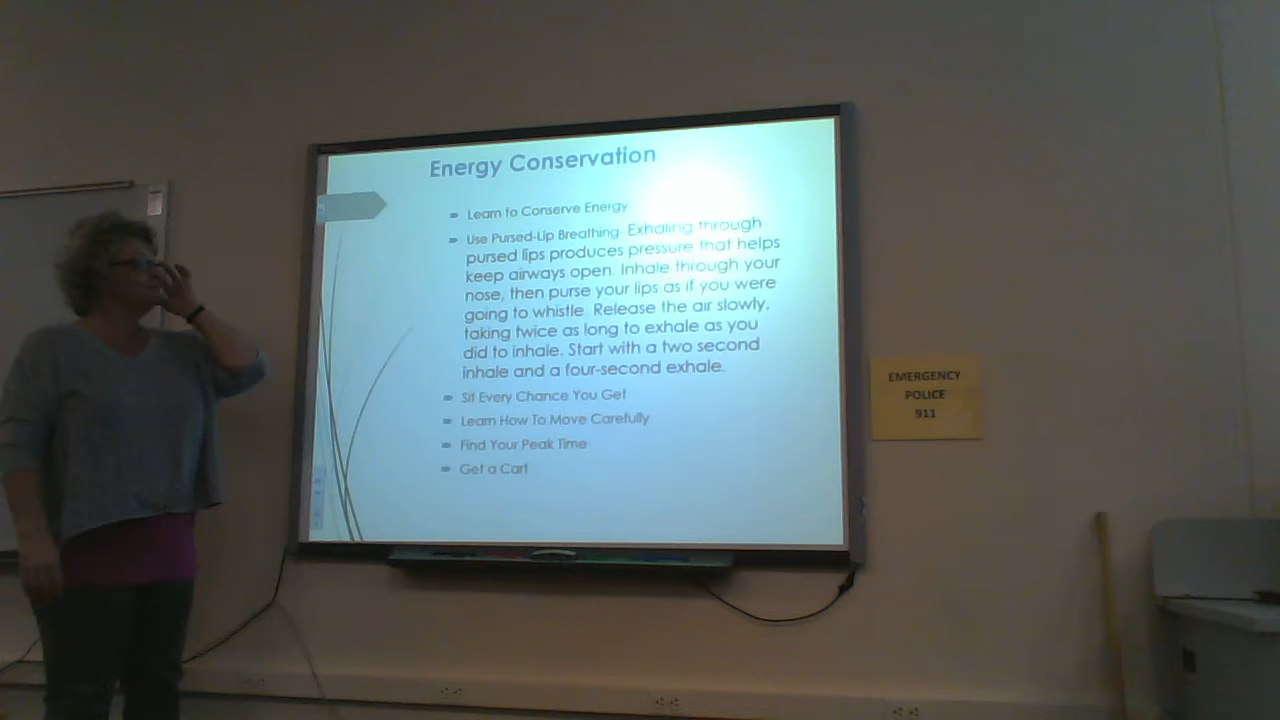 Energy Conservation
Learn to Conserve Energy
Use Pursed-Lip Breathing- Exhaling through
pursed lips produces pressure that helps
keep airways open. Inhale through your
nose, then purse your lips as if you were
going to whistle. Release the air slowly,
taking twice as long to exhale as you
did to inhale. Start with a two second
inhale and a four-second exhale.
Sit Every Chance You Get
Learn How To Move Carefully
Find Your Peak Time
Get a Cart
EMERGENCY
POLICE
911